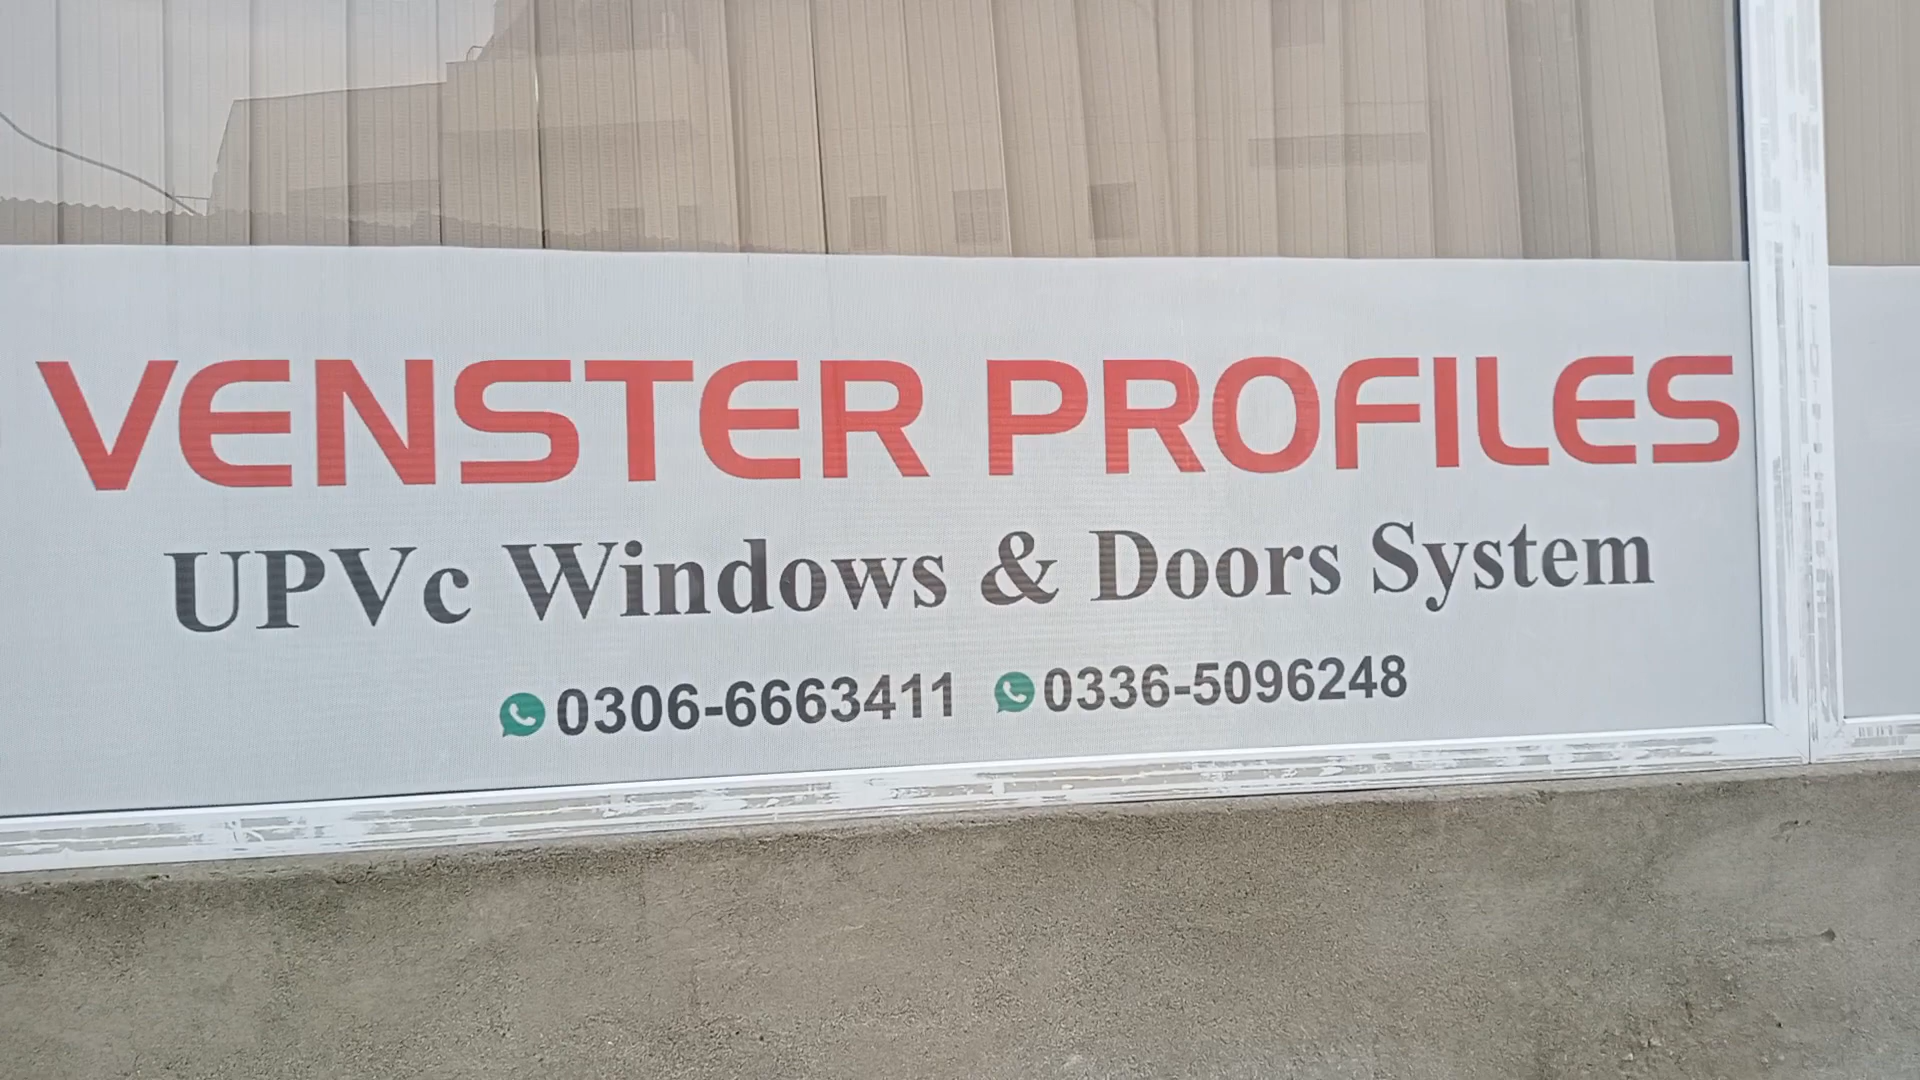 VENSTER PROFILES
UPVc Windows & Doors System
0306-6663411 0336-5096248